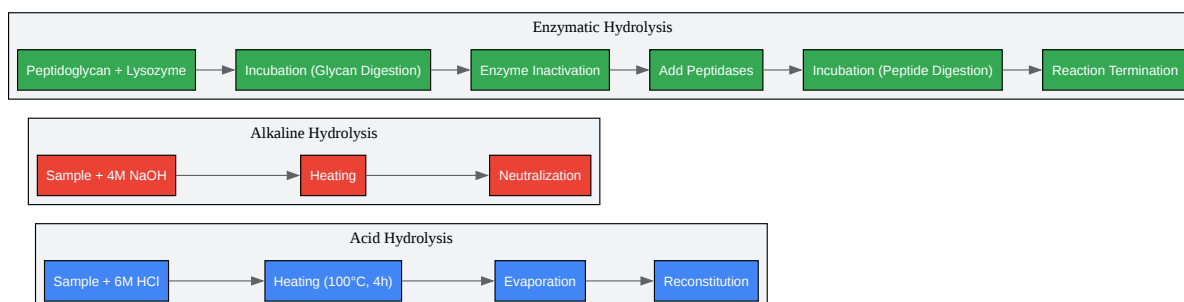 Enzymatic Hydrolysis
Peptidoglycan + Lysozyme
Incubation (Glycan Digestion)
Enzyme Inactivation
Add Peptidases
Incubation (Peptide Digestion)
Reaction Termination
Alkaline Hydrolysis
Sample + 4M NaOH
Heating
Neutralization
Acid Hydrolysis
Sample + 6M HCl
Heating (100°C, 4h)
Evaporation
Reconstitution